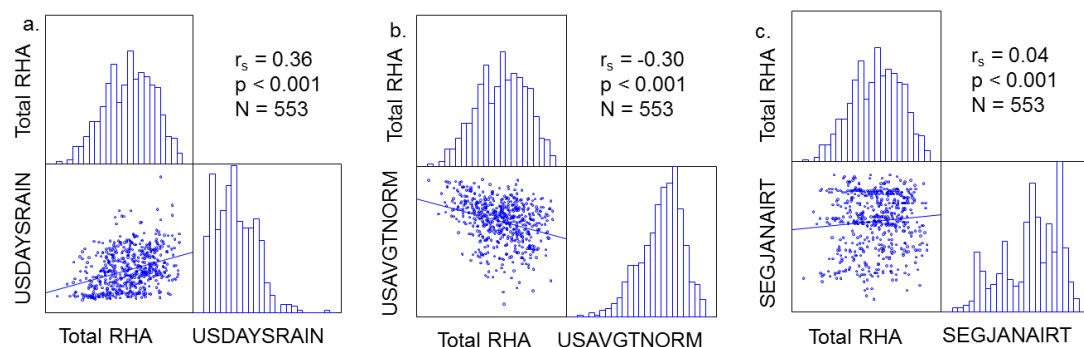 a.
Total RHA
r_s = 0.36
p < 0.001
N = 553
USDAYSRAIN
Total RHA
USDAYSRAIN
b.
Total RHA
r_s = -0.30
p < 0.001
N = 553
USAVGTNORM
Total RHA
USAVGTNORM
c.
Total RHA
r_s = 0.04
p < 0.001
N = 553
SEGJANAIRT
Total RHA
SEGJANAIRT